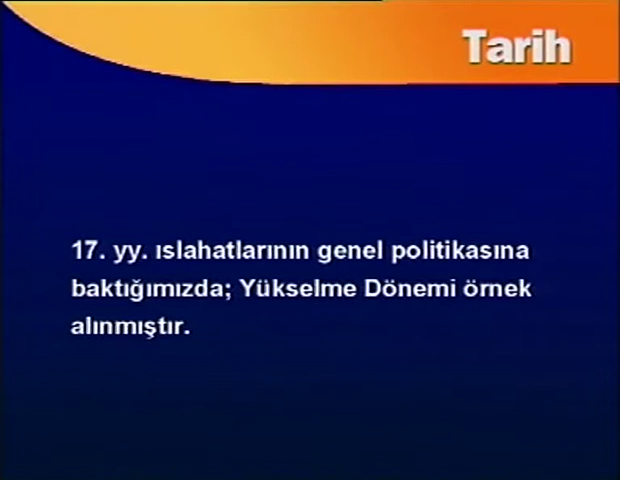 Tarih
17. yy. ıslahatlarının genel politikasına
baktığımızda; Yükselme Dönemi örnek
alınmıştır.